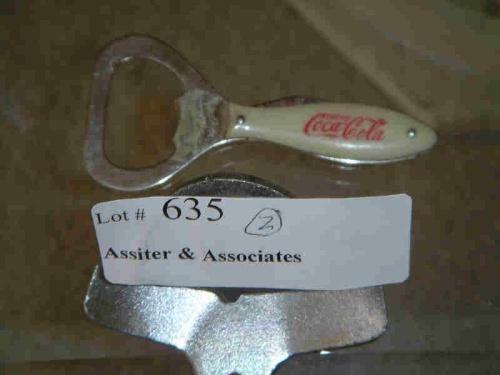 Coca-Cola
Lot # 635 2
Assiter & Associates